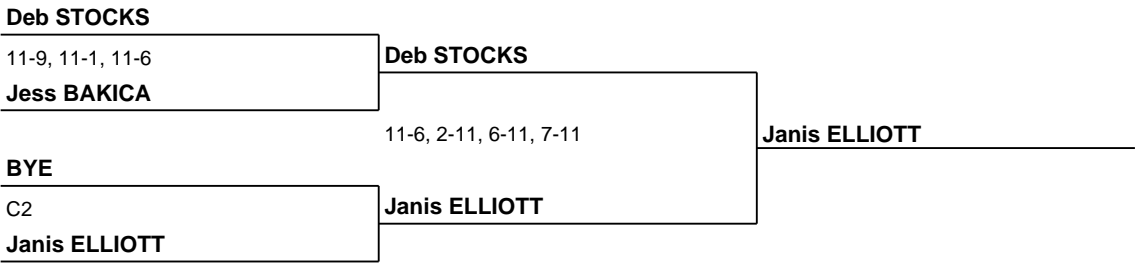 Deb STOCKS
11-9, 11-1, 11-6
Deb STOCKS
Jess BAKICA
11-6, 2-11, 6-11, 7-11
Janis ELLIOTT
BYE
C2
Janis ELLIOTT
Janis ELLIOTT